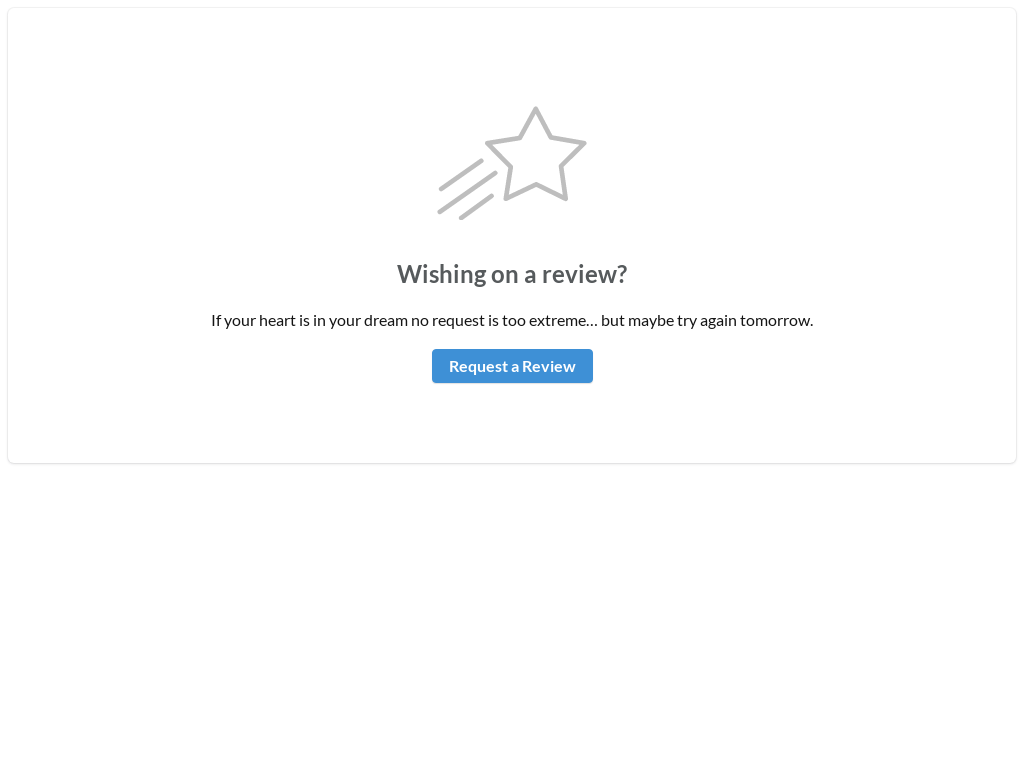 Wishing on a review?
If your heart is in your dream no request is too extreme... but maybe try again tomorrow.
Request a Review